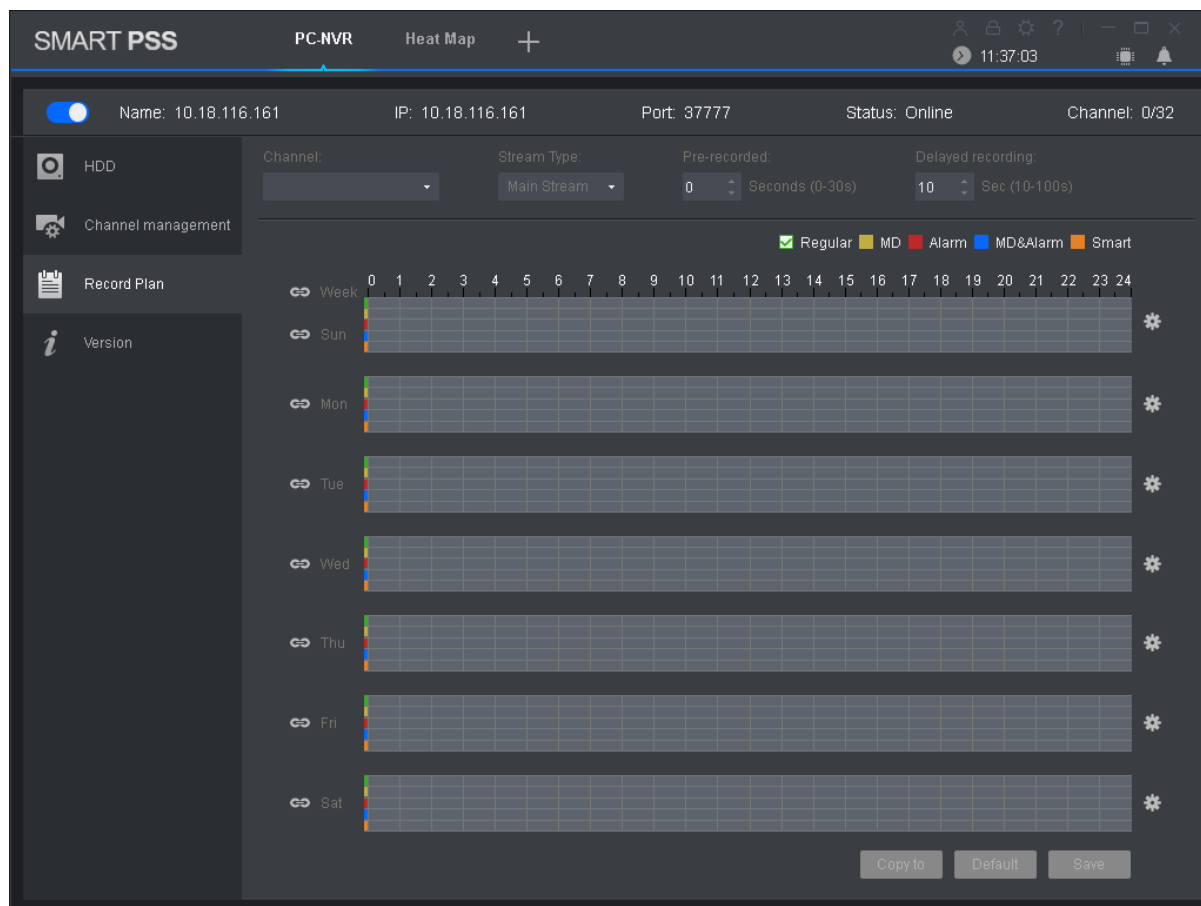 SMART PSS PC-NVR Heat Map
11:37:03
Name: 10.18.116.161 IP: 10.18.116.161 Port: 37777 Status: Online Channel: 0/32
HDD
Channel management
Record Plan
Version
Channel: Stream Type: Pre-recorded: Delayed recording:
Main Stream 0 Seconds (0-30s) 10 Sec (10-100s)
Regular MD Alarm MD&Alarm Smart
Week 0 1 2 3 4 5 6 7 8 9 10 11 12 13 14 15 16 17 18 19 20 21 22 23 24
Sun
Mon
Tue
Wed
Thu
Fri
Sat
Copy to Default Save